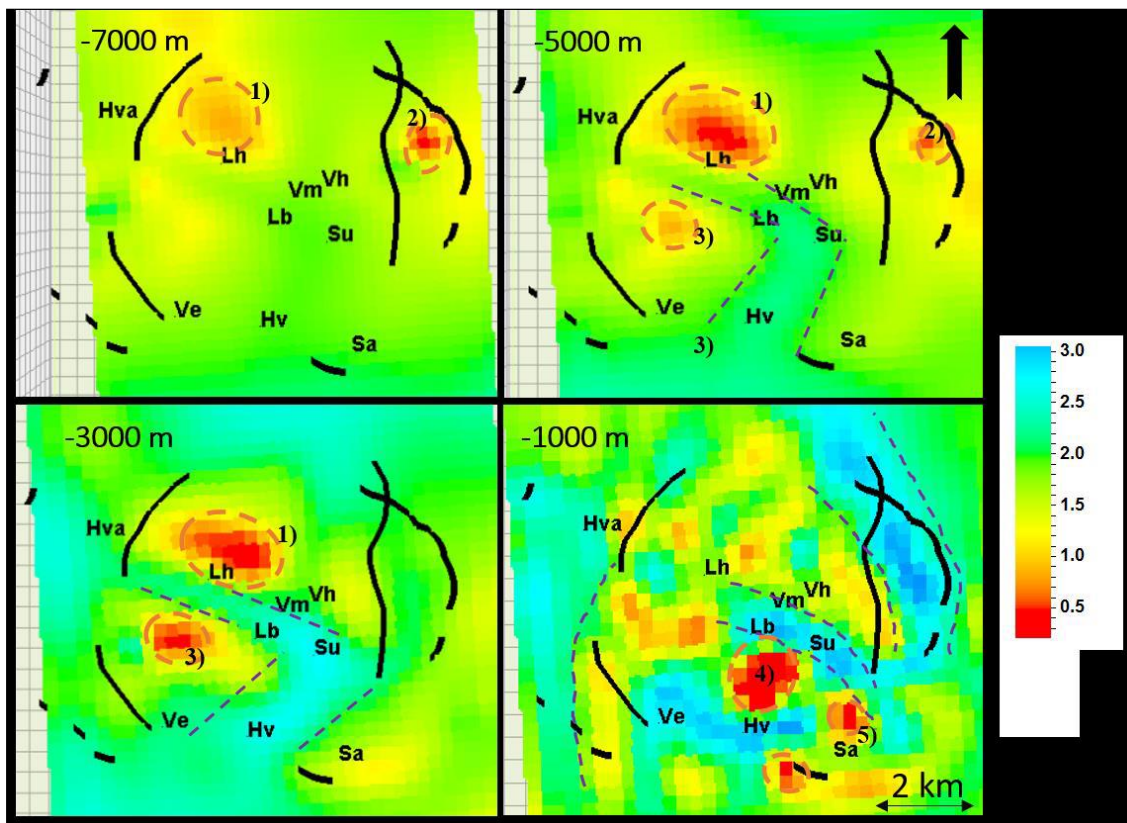 -7000 m
1)
Hva
2)
Lh
Vm Vh
Lb
Su
Ve
Hv
Sa
-5000 m
1)
Hva
2)
Lh
Vm Vh
Lb
Su
3)
Ve
Hv
3)
Sa
-3000 m
Hva
1)
Lh
Vm Vh
Lb
Su
3)
Ve
Hv
Sa
-1000 m
Hva
Lh
Vm Vh
Lb
Su
4)
Ve
Hv
5)
Sa
2 km
3.0
2.5
2.0
1.5
1.0
0.5